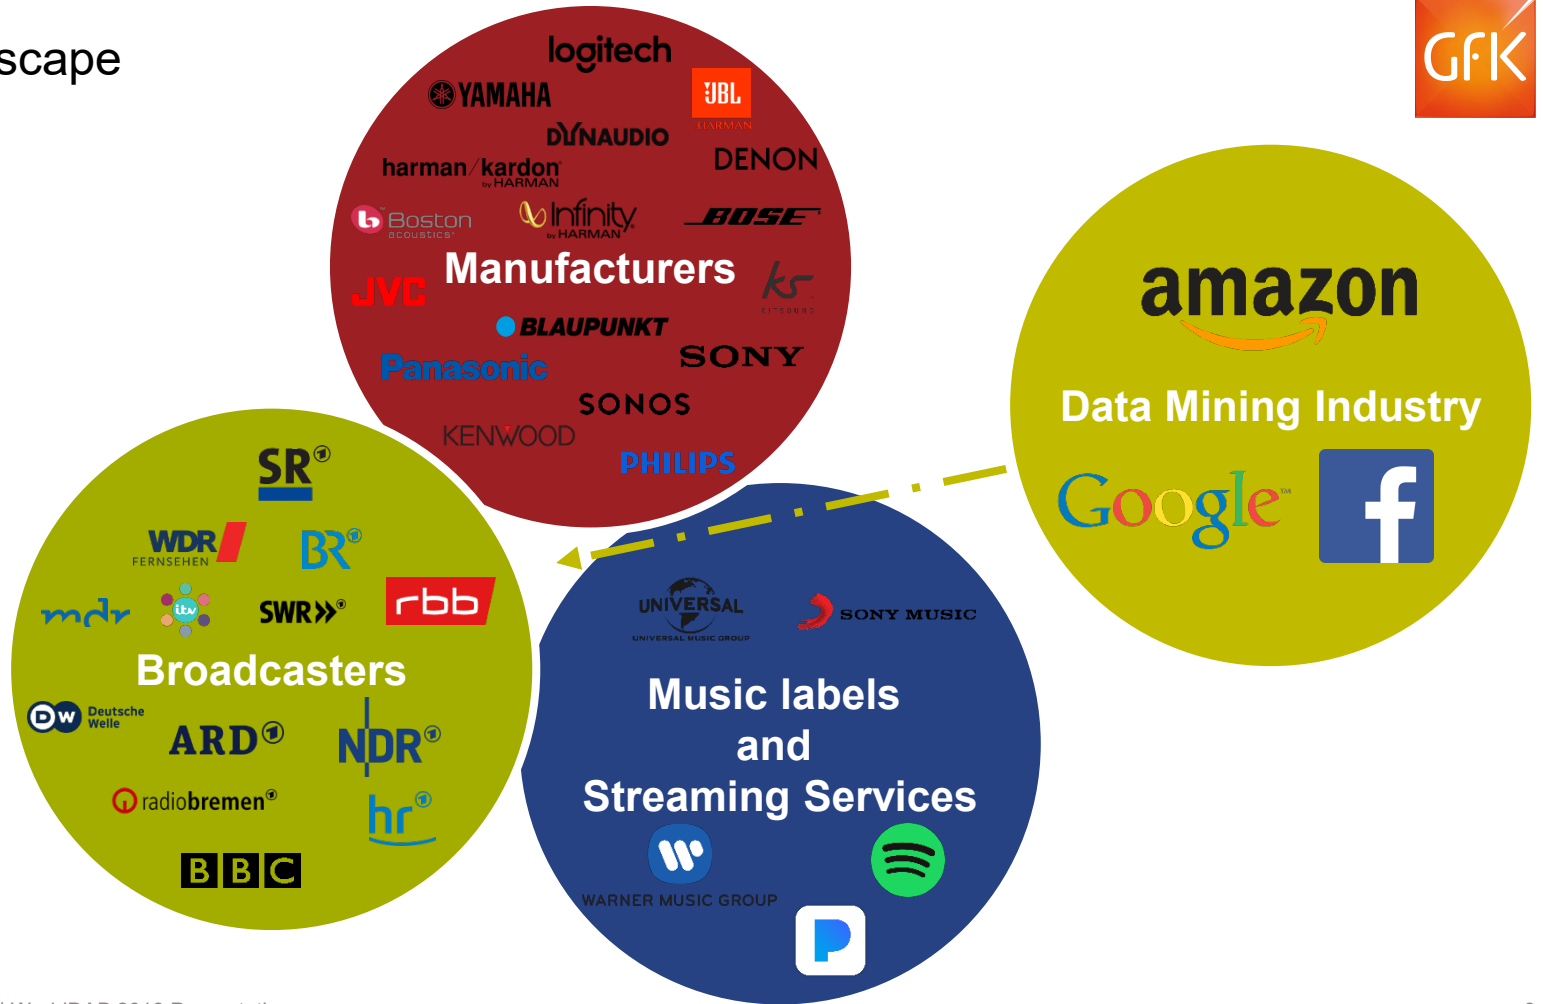 scape
GfK
logitech
YAMAHA
JBL
HARMAN
DYNAUDIO
harman/kardon
by HARMAN
DENON
Boston
acoustics
Infinity
by HARMAN
BOSE
Manufacturers
JVC
ks
KITSOUND
BLAUPUNKT
Panasonic
SONY
SONOS
KENWOOD
PHILIPS
amazon
Data Mining Industry
Google™
f
SR
WDR
FERNSEHEN
BR
mdr
itv
SWR
rbb
Broadcasters
DW Deutsche
Welle
ARD
NDR
radiobremen
hr
BBC
UNIVERSAL
UNIVERSAL MUSIC GROUP
SONY MUSIC
Music labels
and
Streaming Services
WARNER MUSIC GROUP
P